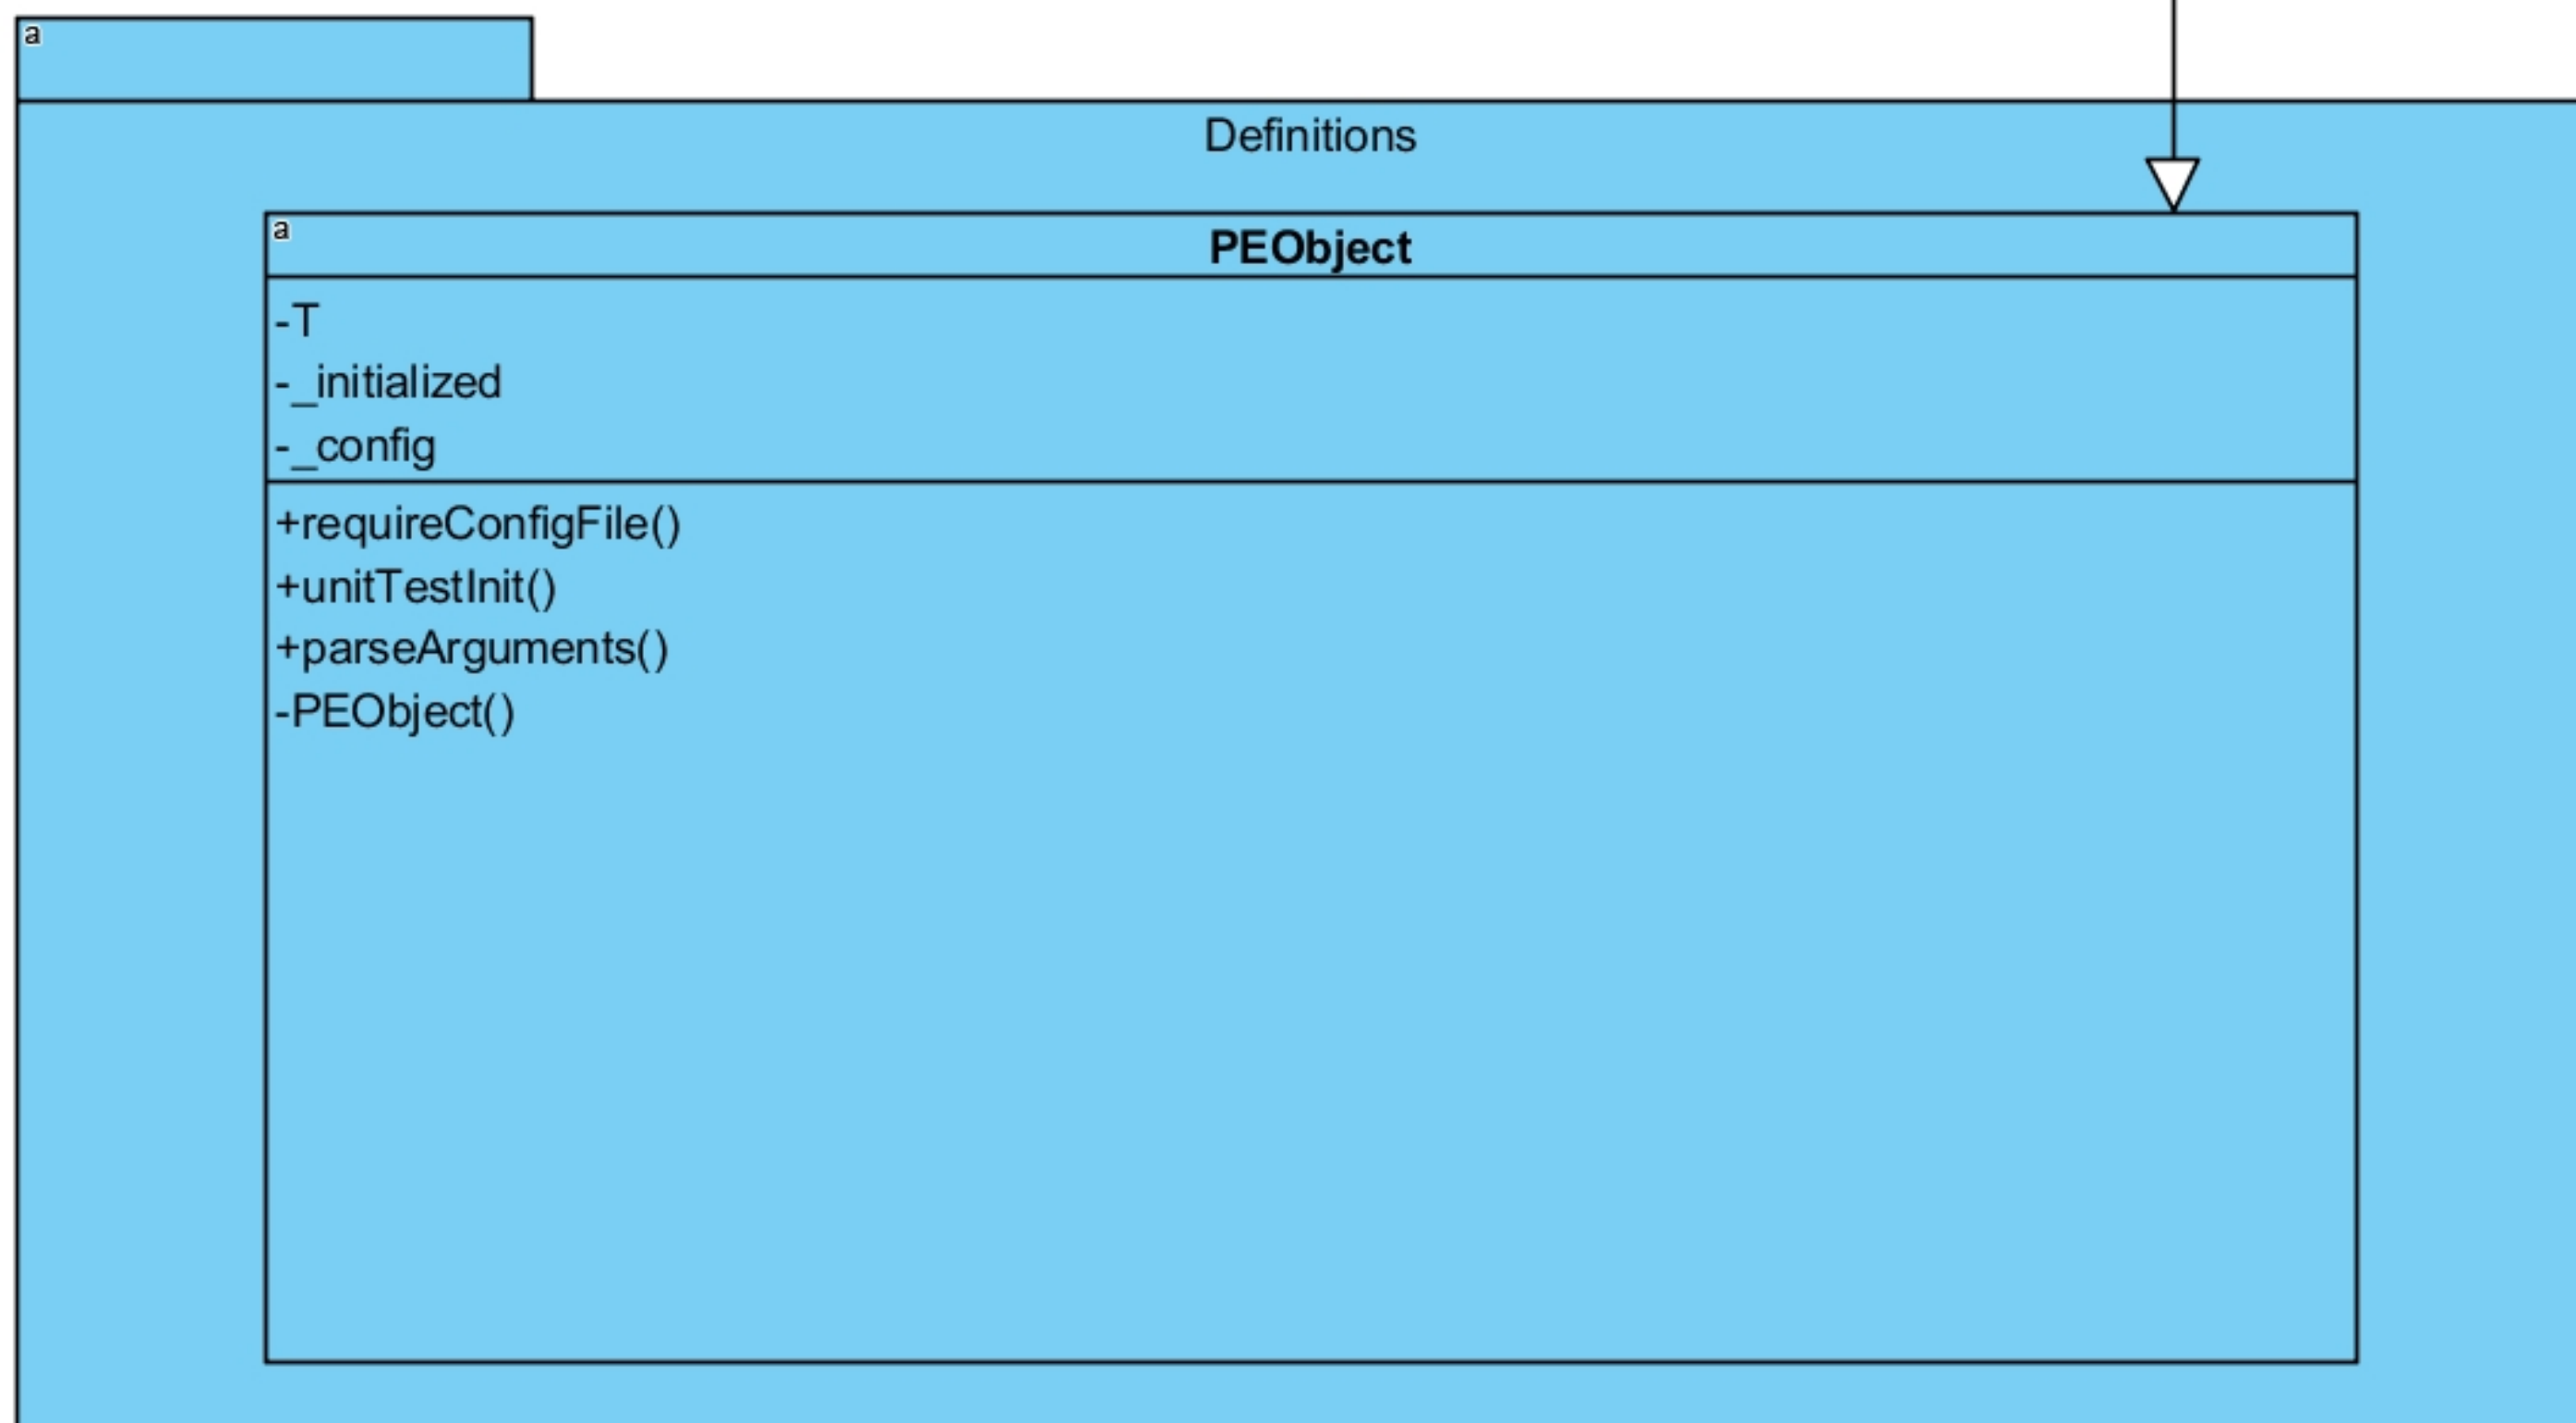 a
Definitions
a
PEObject
-T
-_initialized
-_config
+requireConfigFile()
+unitTestInit()
+parseArguments()
-PEObject()